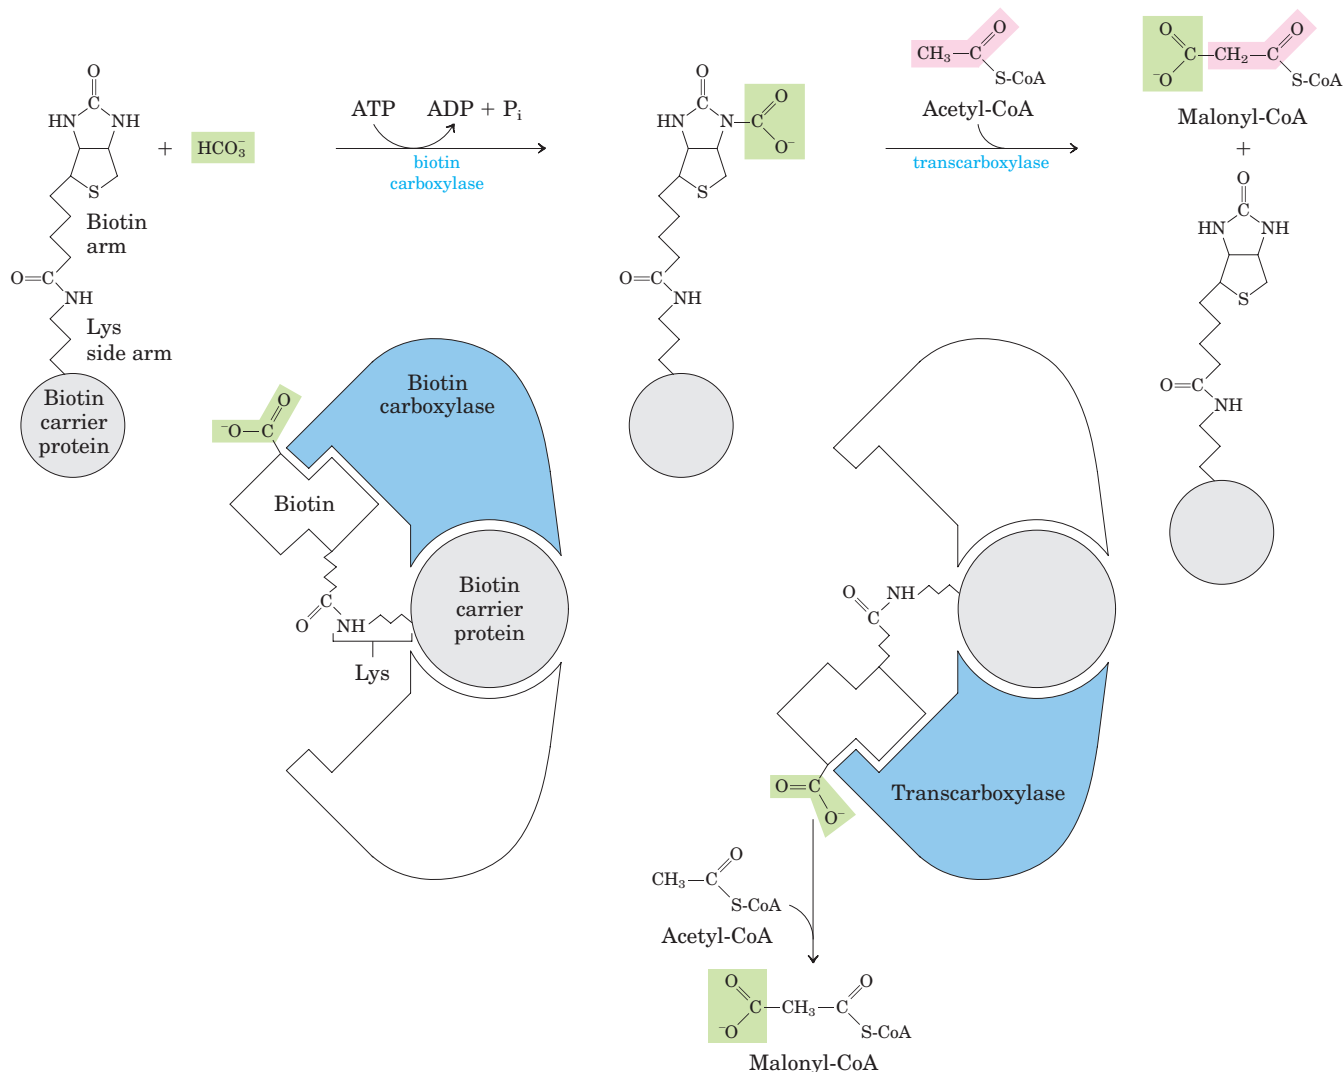 O
C
HN
HN
S
+
HCO₃⁻
Biotin
arm
O=C
NH
Lys
side arm
Biotin
carrier
protein
ATP
ADP + Pᵢ
biotin
carboxylase
O
C
HN
N—C
O
O⁻
S
O=C
NH
CH₃—C
O
S-CoA
Acetyl-CoA
transcarboxylase
O
C
⁻O
CH₂—C
O
S-CoA
Malonyl-CoA
+
O
C
HN
NH
S
O=C
NH
⁻O—C
O
Biotin
carboxylase
Biotin
C
O
NH
Lys
Biotin
carrier
protein
O
C
NH
O=C
O⁻
Transcarboxylase
CH₃—C
O
S-CoA
Acetyl-CoA
O
C—CH₃—C
⁻O
O
S-CoA
Malonyl-CoA